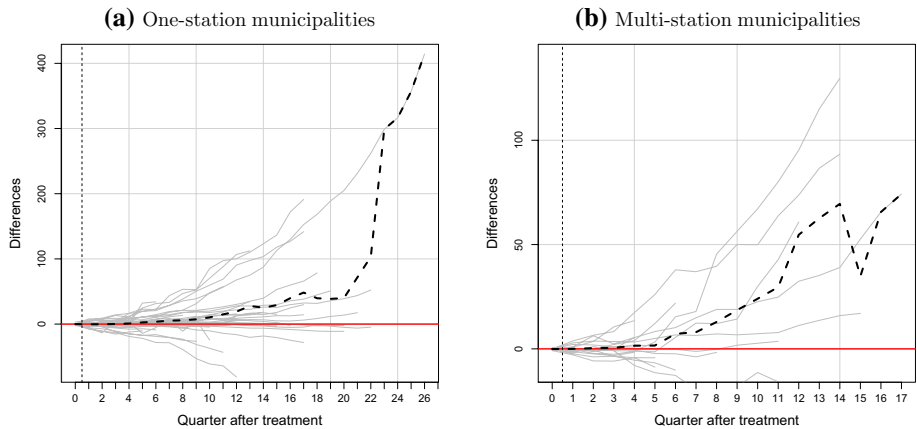 (a) One-station municipalities
400
300
200
100
0
Differences
0 2 4 6 8 10 12 14 16 18 20 22 24 26
Quarter after treatment
(b) Multi-station municipalities
100
50
0
Differences
0 1 2 3 4 5 6 7 8 9 10 11 12 13 14 15 16 17
Quarter after treatment